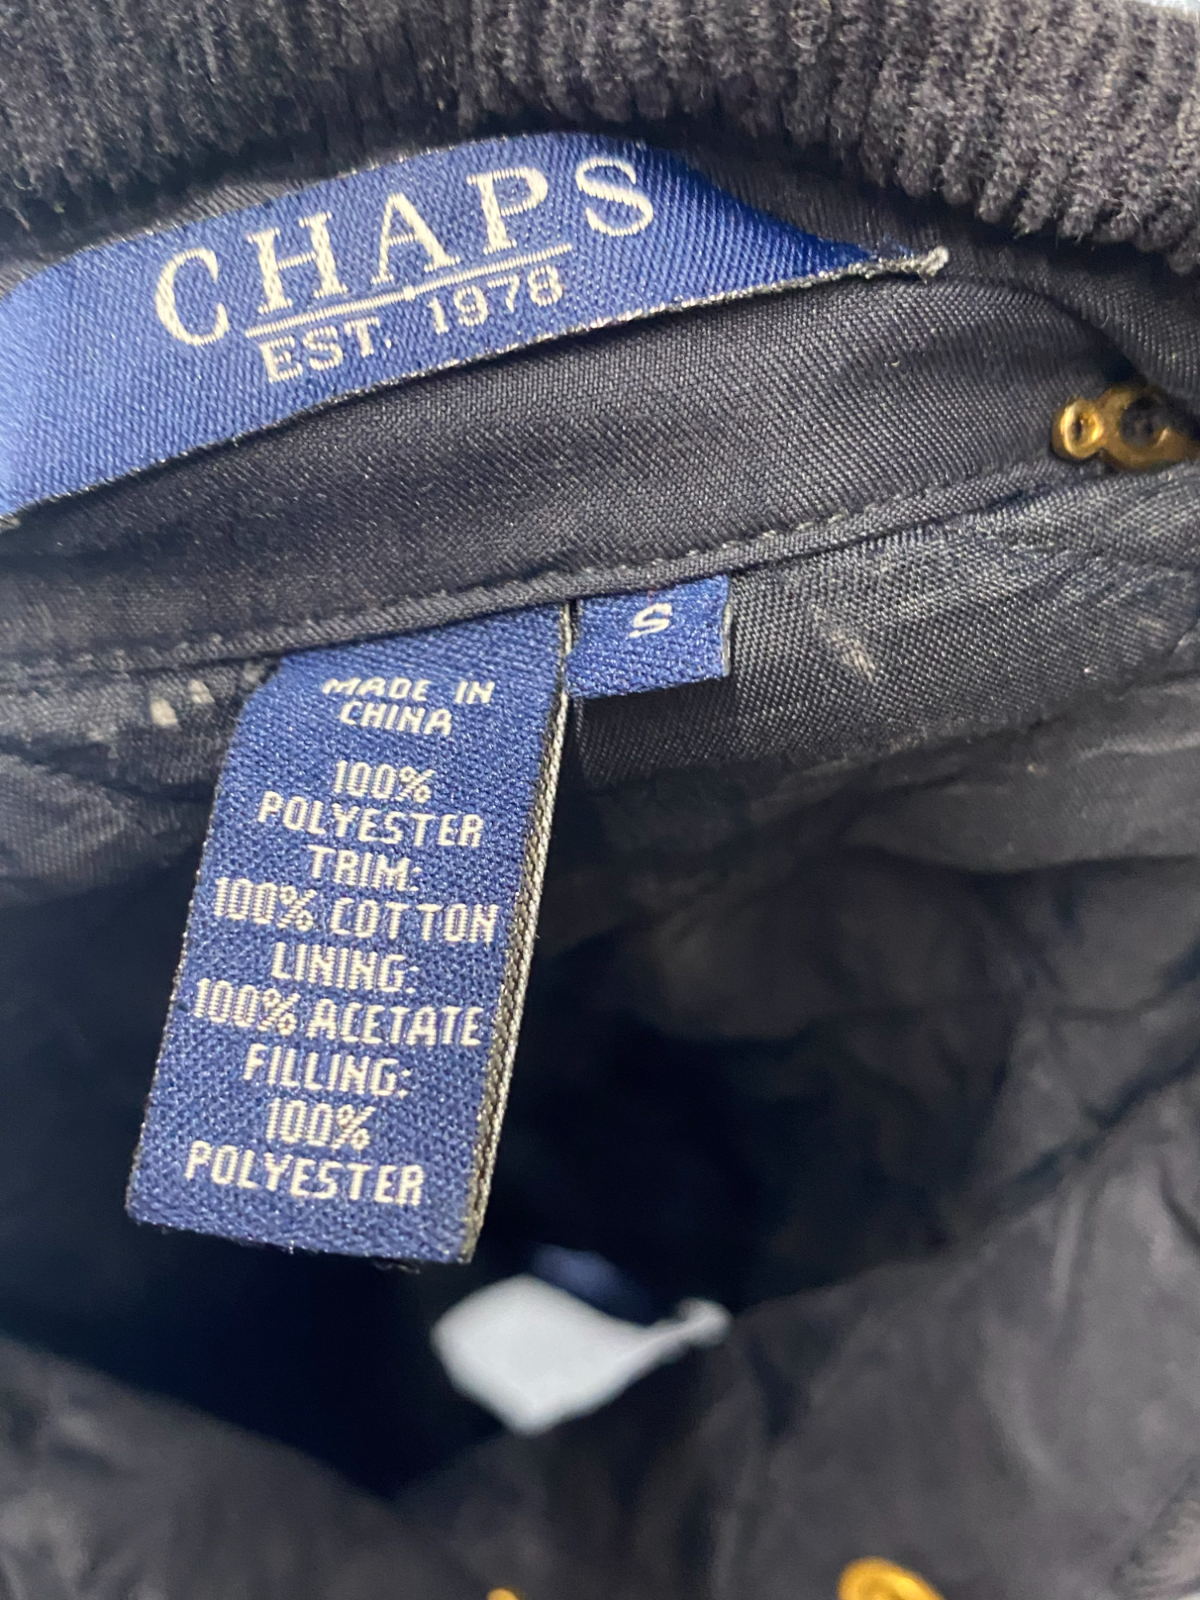 CHAPS
EST. 1978
S
MADE IN
CHINA
100%
POLYESTER
TRIM:
100% COTTON
LINING:
100% ACETATE
FILLING:
100%
POLYESTER